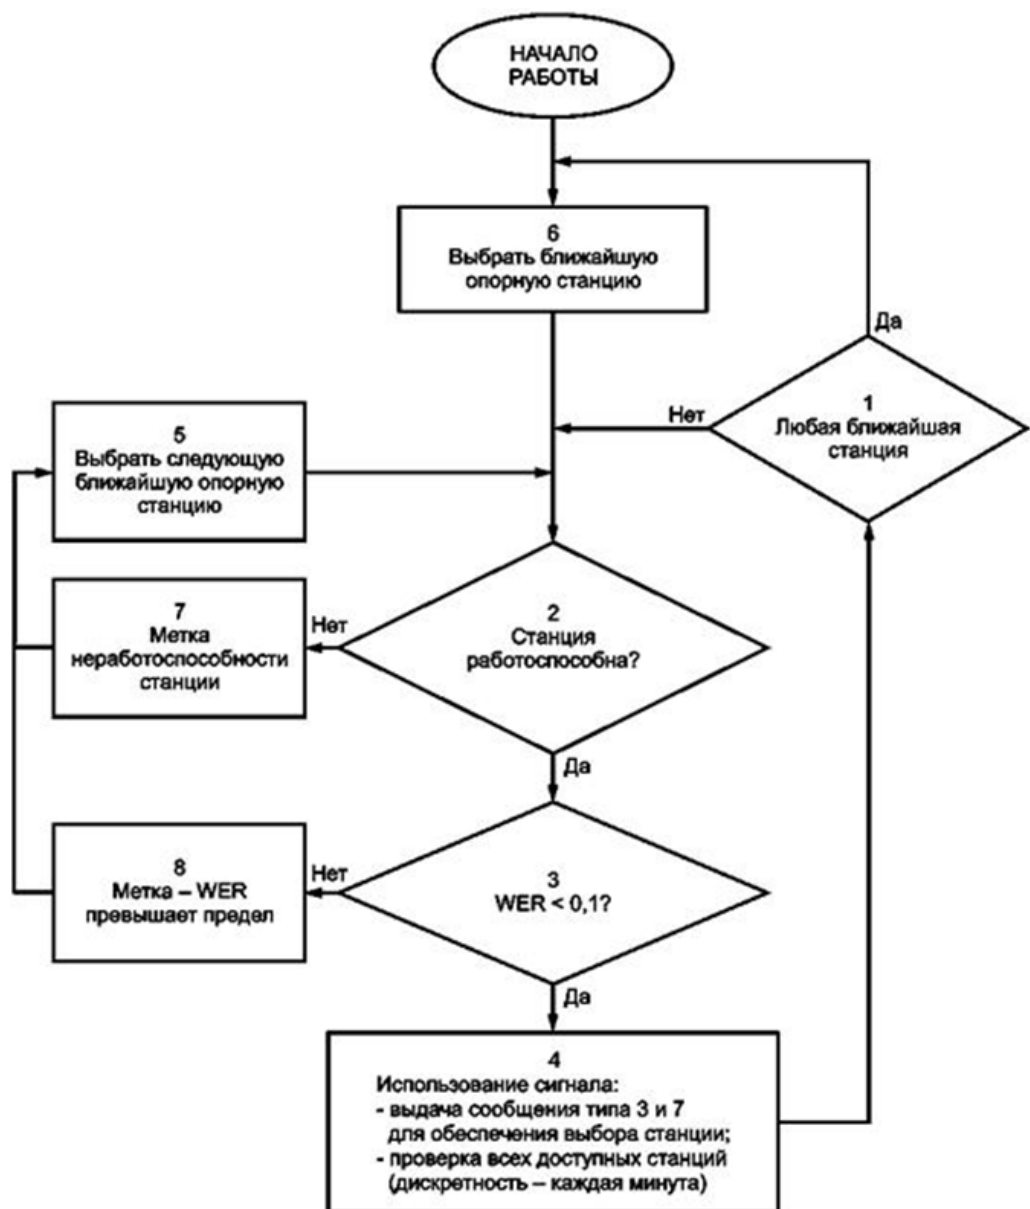 НАЧАЛО
РАБОТЫ
6
Выбрать ближайшую
опорную станцию
Да
1
Любая ближайшая
станция
Нет
5
Выбрать следующую
ближайшую опорную
станцию
2
Станция
работоспособна?
Нет
7
Метка
неработоспособности
станции
Да
3
WER < 0,1?
Нет
8
Метка – WER
превышает предел
Да
4
Использование сигнала:
- выдача сообщения типа 3 и 7
для обеспечения выбора станции;
- проверка всех доступных станций
(дискретность – каждая минута)